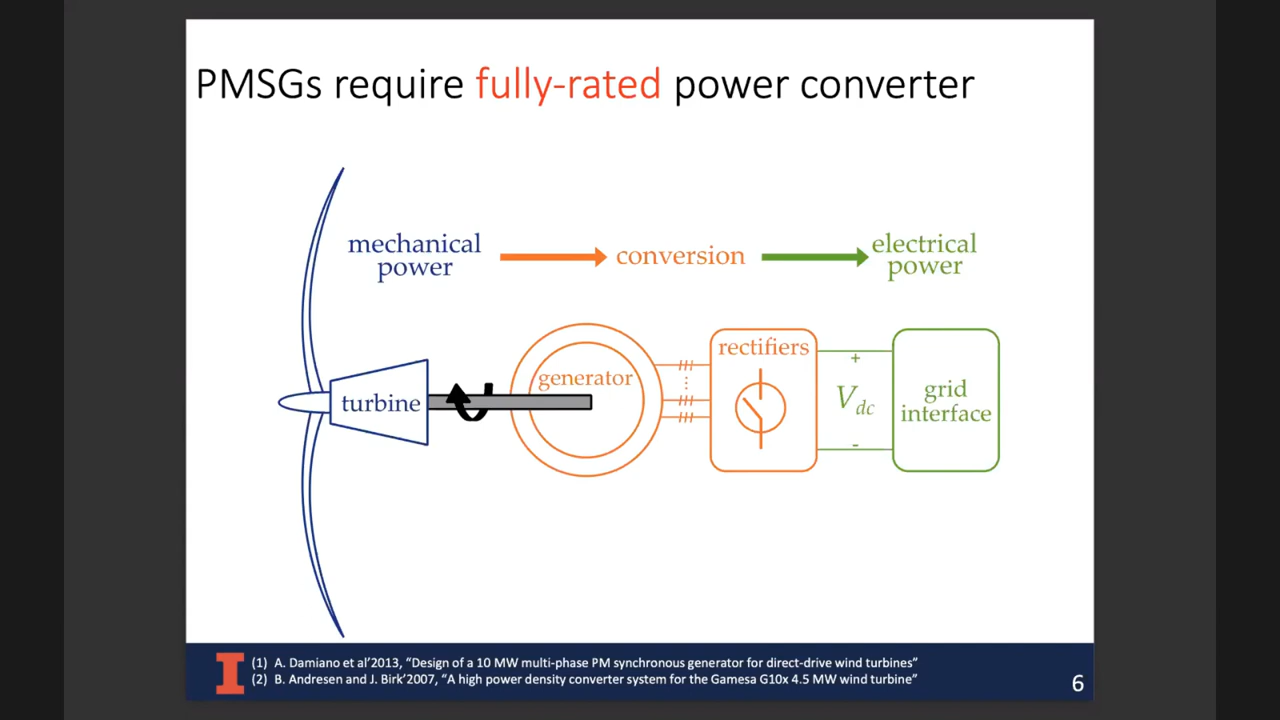 PMSGs require fully-rated power converter
mechanical
power
conversion
electrical
power
turbine
generator
rectifiers
+
V_dc
-
grid
interface
(1) A. Damiano et al'2013, "Design of a 10 MW multi-phase PM synchronous generator for direct-drive wind turbines"
(2) B. Andresen and J. Birk'2007, "A high power density converter system for the Gamesa G10x 4.5 MW wind turbine"
6